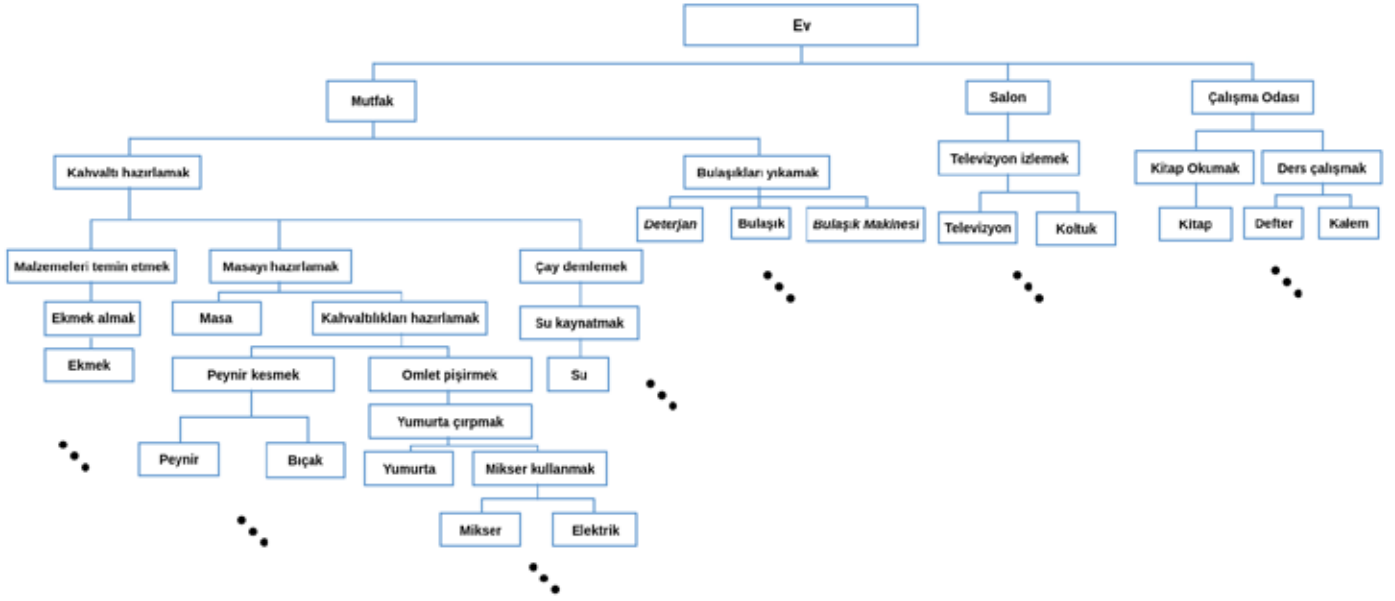 Ev
Mutfak
Salon
Çalışma Odası
Kahvaltı hazırlamak
Bulaşıkları yıkamak
Televizyon izlemek
Kitap Okumak
Ders çalışmak
Deterjan
Bulaşık
Bulaşık Makinesi
Televizyon
Koltuk
Kitap
Defter
Kalem
Malzemeleri temin etmek
Masayı hazırlamak
Çay demlemek
Ekmek almak
Masa
Kahvaltılıkları hazırlamak
Su kaynatmak
Ekmek
Peynir kesmek
Omlet pişirmek
Su
Yumurta çırpmak
Peynir
Bıçak
Yumurta
Mikser kullanmak
Mikser
Elektrik